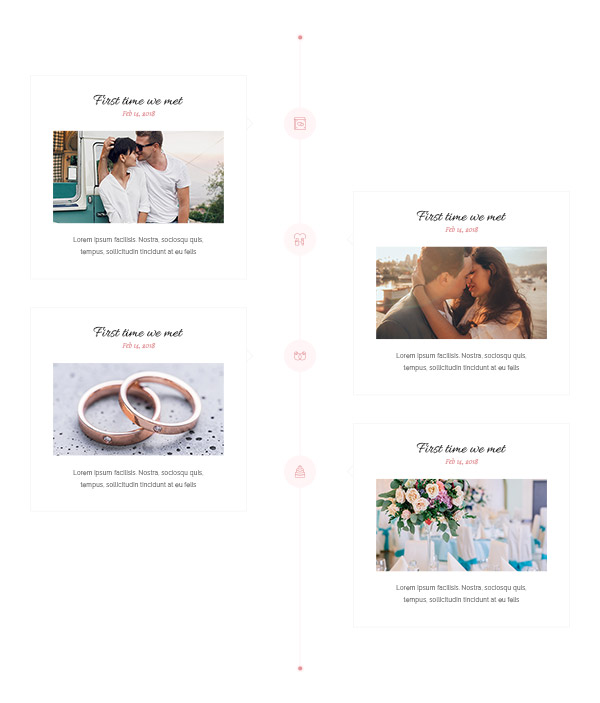 First time we met
Feb 14, 2018
Lorem ipsum facilisis. Nostra, sociosqu quis,
tempus, sollicitudin tincidunt at eu felis
First time we met
Feb 14, 2018
Lorem ipsum facilisis. Nostra, sociosqu quis,
tempus, sollicitudin tincidunt at eu felis
First time we met
Feb 14, 2018
Lorem ipsum facilisis. Nostra, sociosqu quis,
tempus, sollicitudin tincidunt at eu felis
First time we met
Feb 14, 2018
Lorem ipsum facilisis. Nostra, sociosqu quis,
tempus, sollicitudin tincidunt at eu felis